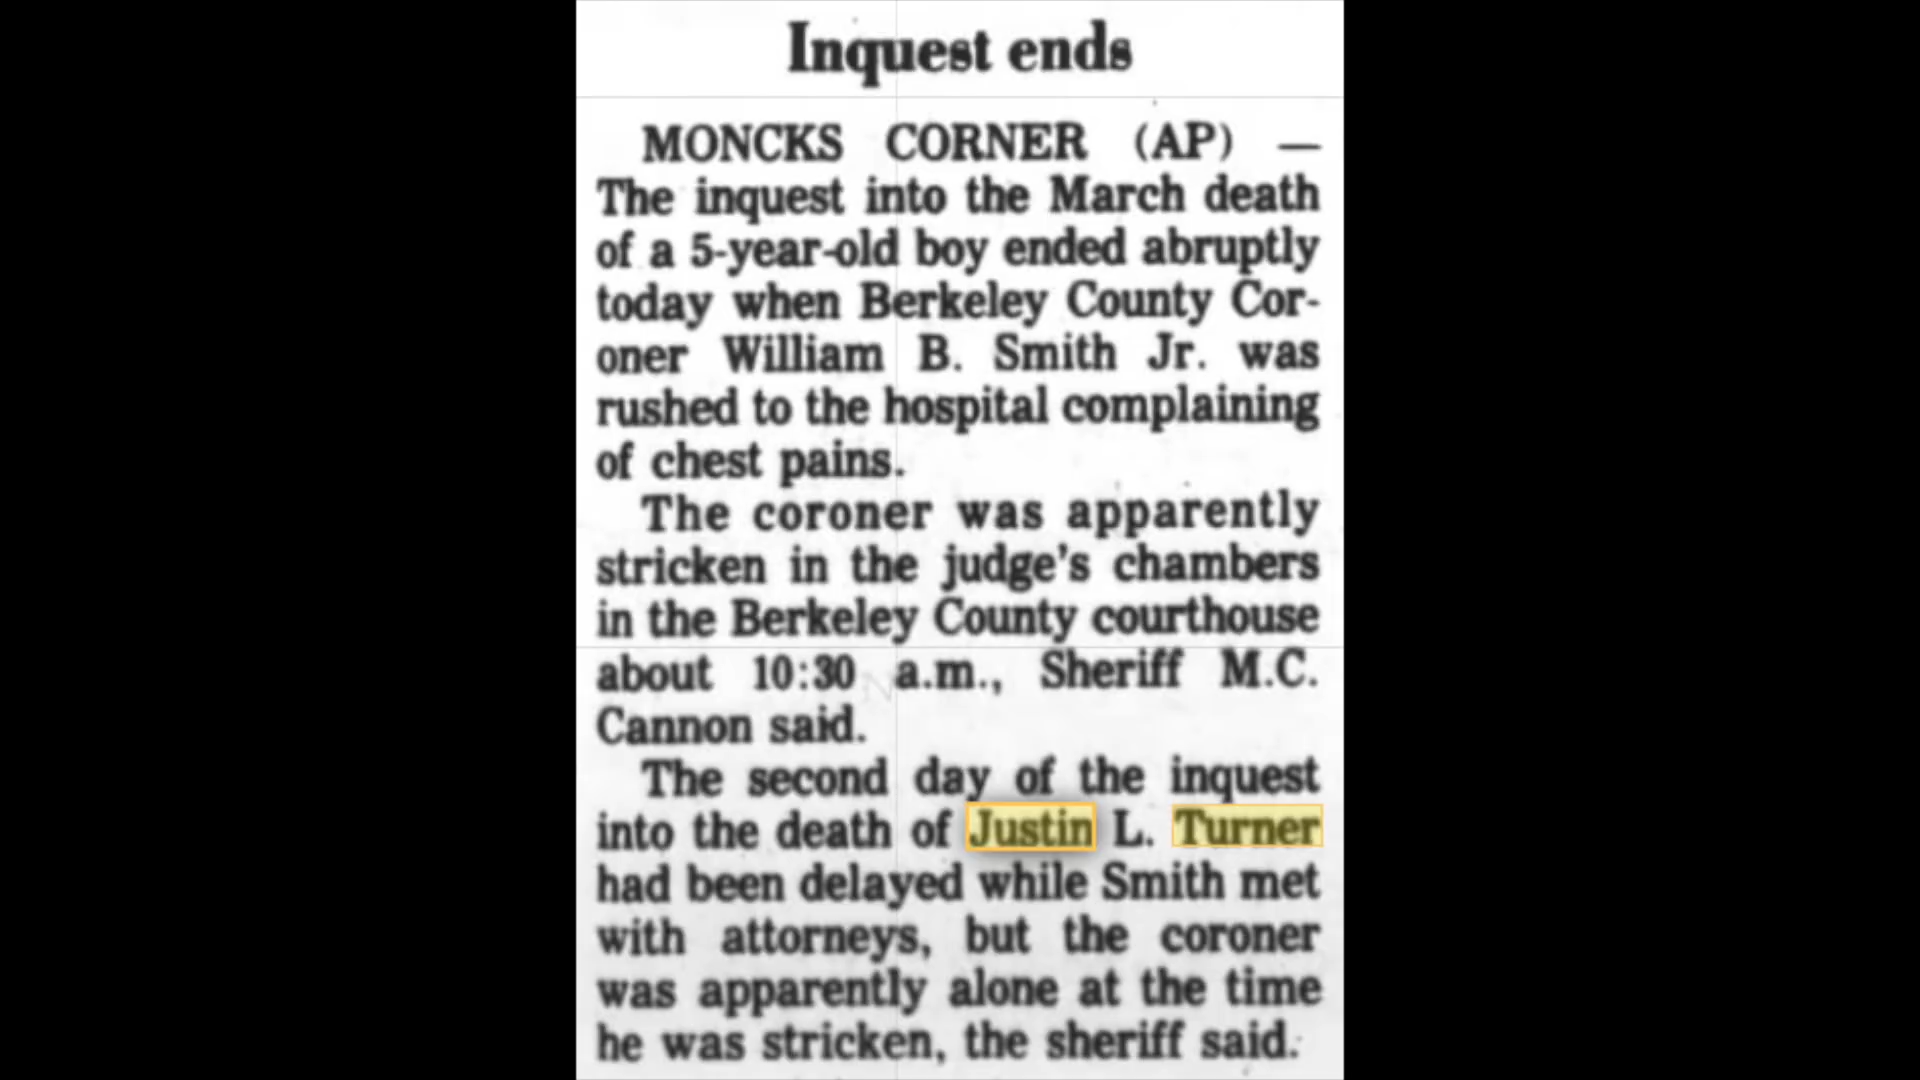 Inquest ends
MONCKS CORNER (AP) —
The inquest into the March death
of a 5-year-old boy ended abruptly
today when Berkeley County Cor-
oner William B. Smith Jr. was
rushed to the hospital complaining
of chest pains.
The coroner was apparently
stricken in the judge's chambers
in the Berkeley County courthouse
about 10:30 a.m., Sheriff M.C.
Cannon said.
The second day of the inquest
into the death of Justin L. Turner
had been delayed while Smith met
with attorneys, but the coroner
was apparently alone at the time
he was stricken, the sheriff said.